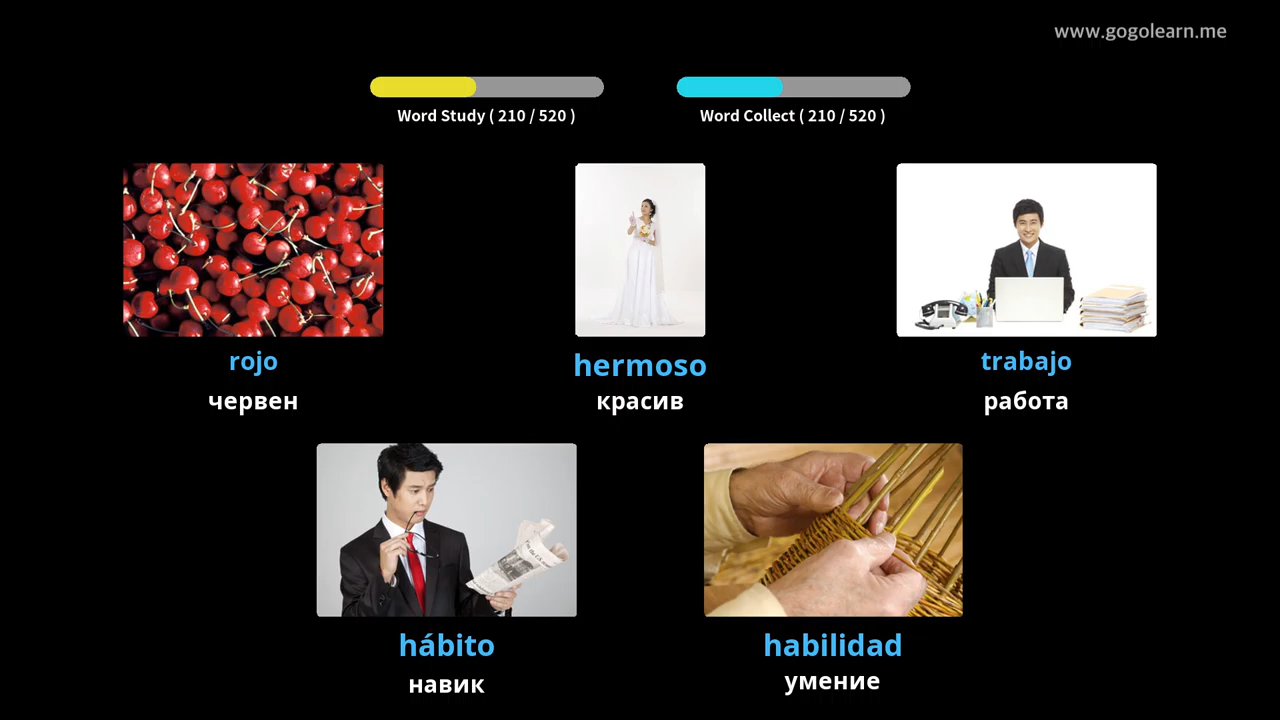 www.gogolearn.me
Word Study ( 210 / 520 )
Word Collect ( 210 / 520 )
rojo
hermoso
trabajo
червен
красив
работа
hábito
habilidad
навик
умение